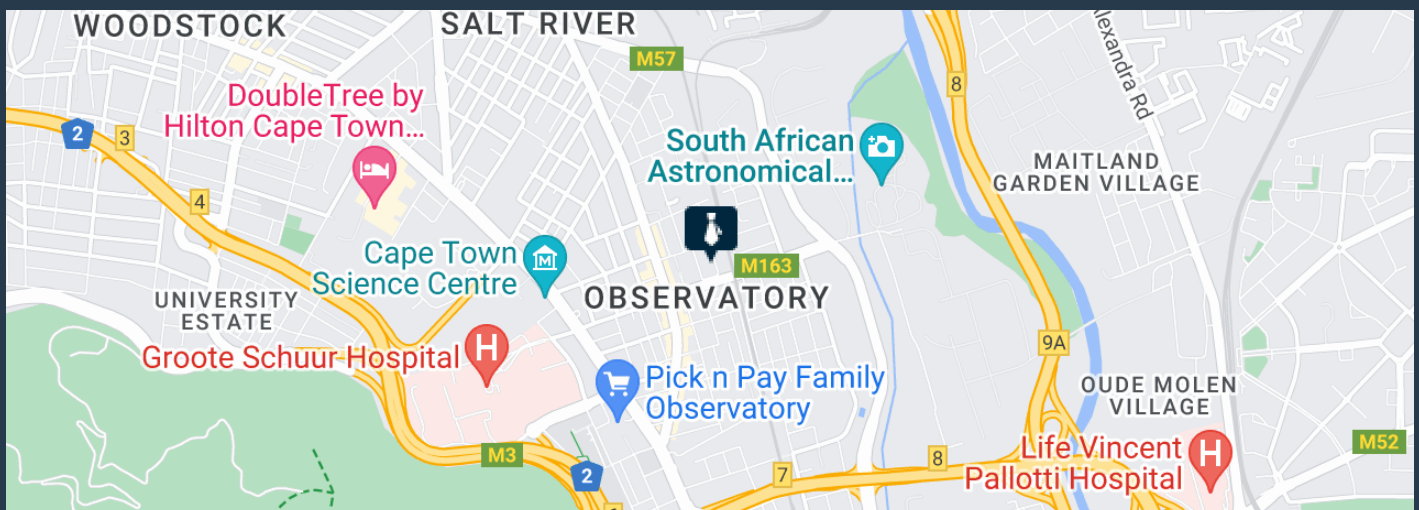 WOODSTOCK
SALT RIVER
M57
Alexandra Rd
8
DoubleTree by
Hilton Cape Town...
2
3
South African
Astronomical...
MAITLAND
GARDEN VILLAGE
4
Cape Town
Science Centre
M
M163
UNIVERSITY
ESTATE
OBSERVATORY
Groote Schuur Hospital
H
9A
Pick n Pay Family
Observatory
OUDE MOLEN
VILLAGE
M3
2
7
8
Life Vincent
Pallotti Hospital
H
M52